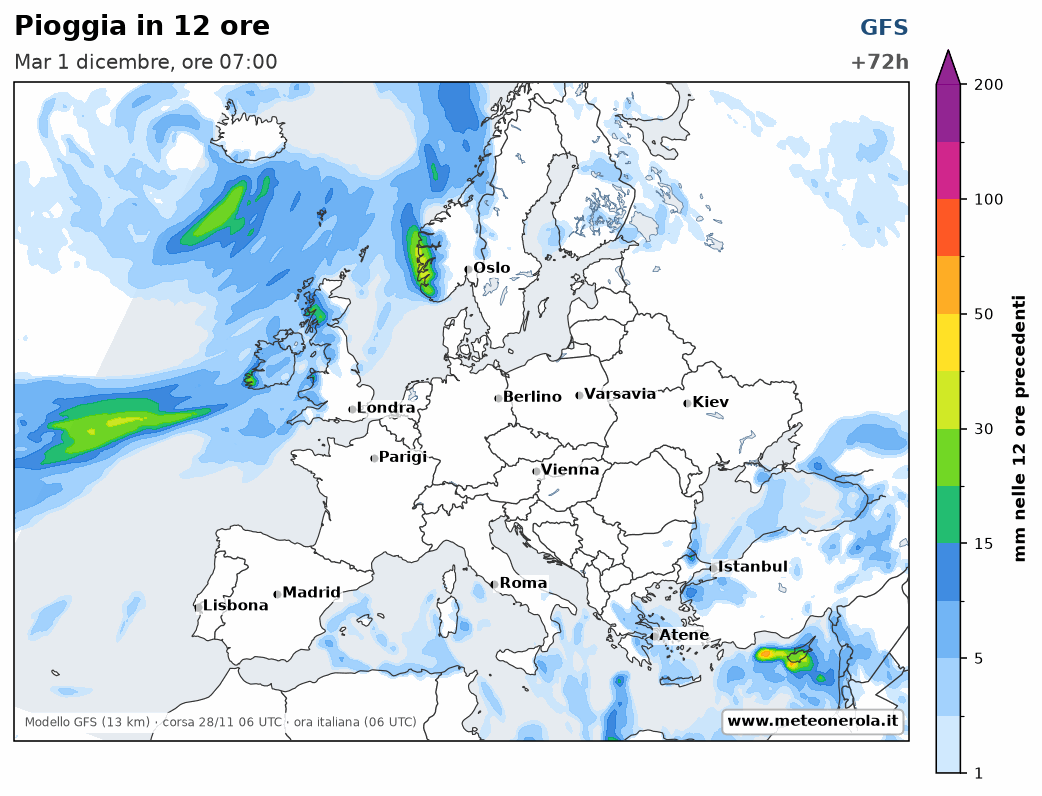 Pioggia in 12 ore
GFS
Mar 1 dicembre, ore 07:00
+72h
200
100
50
30
15
5
1
mm nelle 12 ore precedenti
Oslo
Berlino
Varsavia
Kiev
Londra
Parigi
Vienna
Istanbul
Roma
Madrid
Lisbona
Atene
Modello GFS (13 km) · corsa 28/11 06 UTC · ora italiana (06 UTC)
www.meteonerola.it